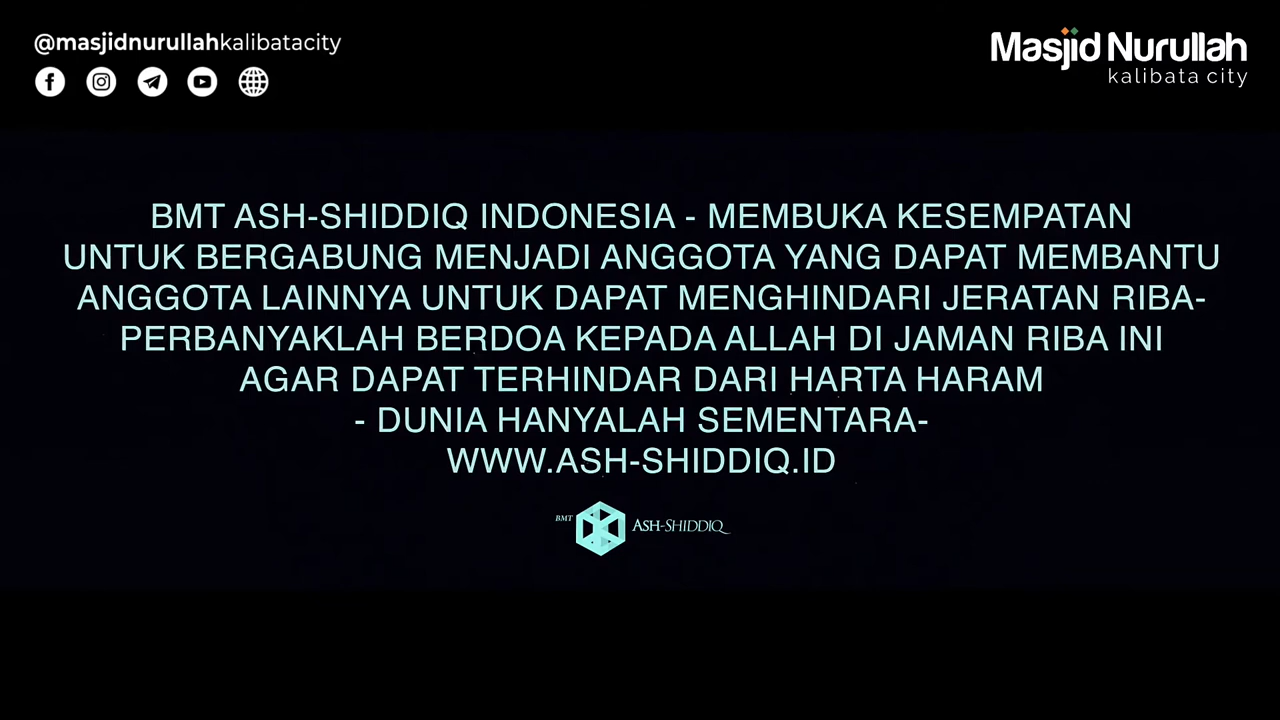 @masjidnurullahkalibatacity
Masjid Nurullah
kalibata city
BMT ASH-SHIDDIQ INDONESIA - MEMBUKA KESEMPATAN
UNTUK BERGABUNG MENJADI ANGGOTA YANG DAPAT MEMBANTU
ANGGOTA LAINNYA UNTUK DAPAT MENGHINDARI JERATAN RIBA-
PERBANYAKLAH BERDOA KEPADA ALLAH DI JAMAN RIBA INI
AGAR DAPAT TERHINDAR DARI HARTA HARAM
- DUNIA HANYALAH SEMENTARA-
WWW.ASH-SHIDDIQ.ID
BMT ASH-SHIDDIQ